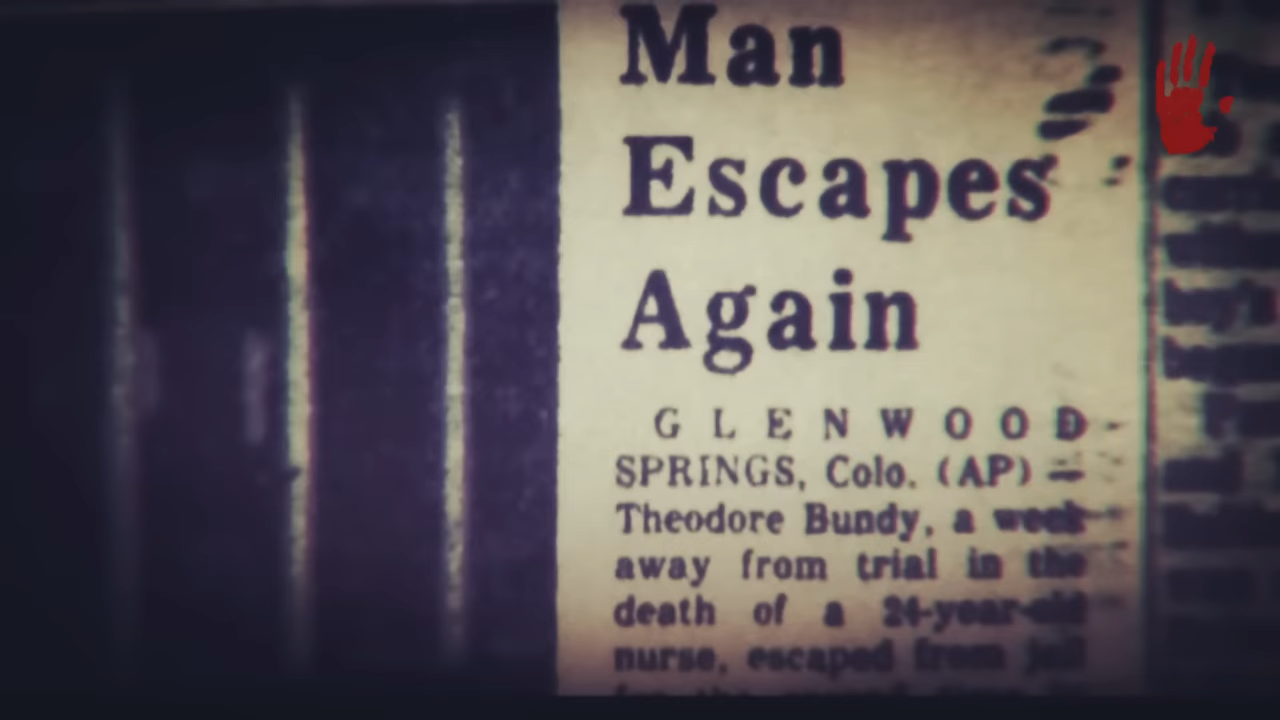 Man
Escapes
Again
GLENWOOD
SPRINGS, Colo. (AP) —
Theodore Bundy, a week
away from trial in the
death of a 24-year-old
nurse, escaped from jail